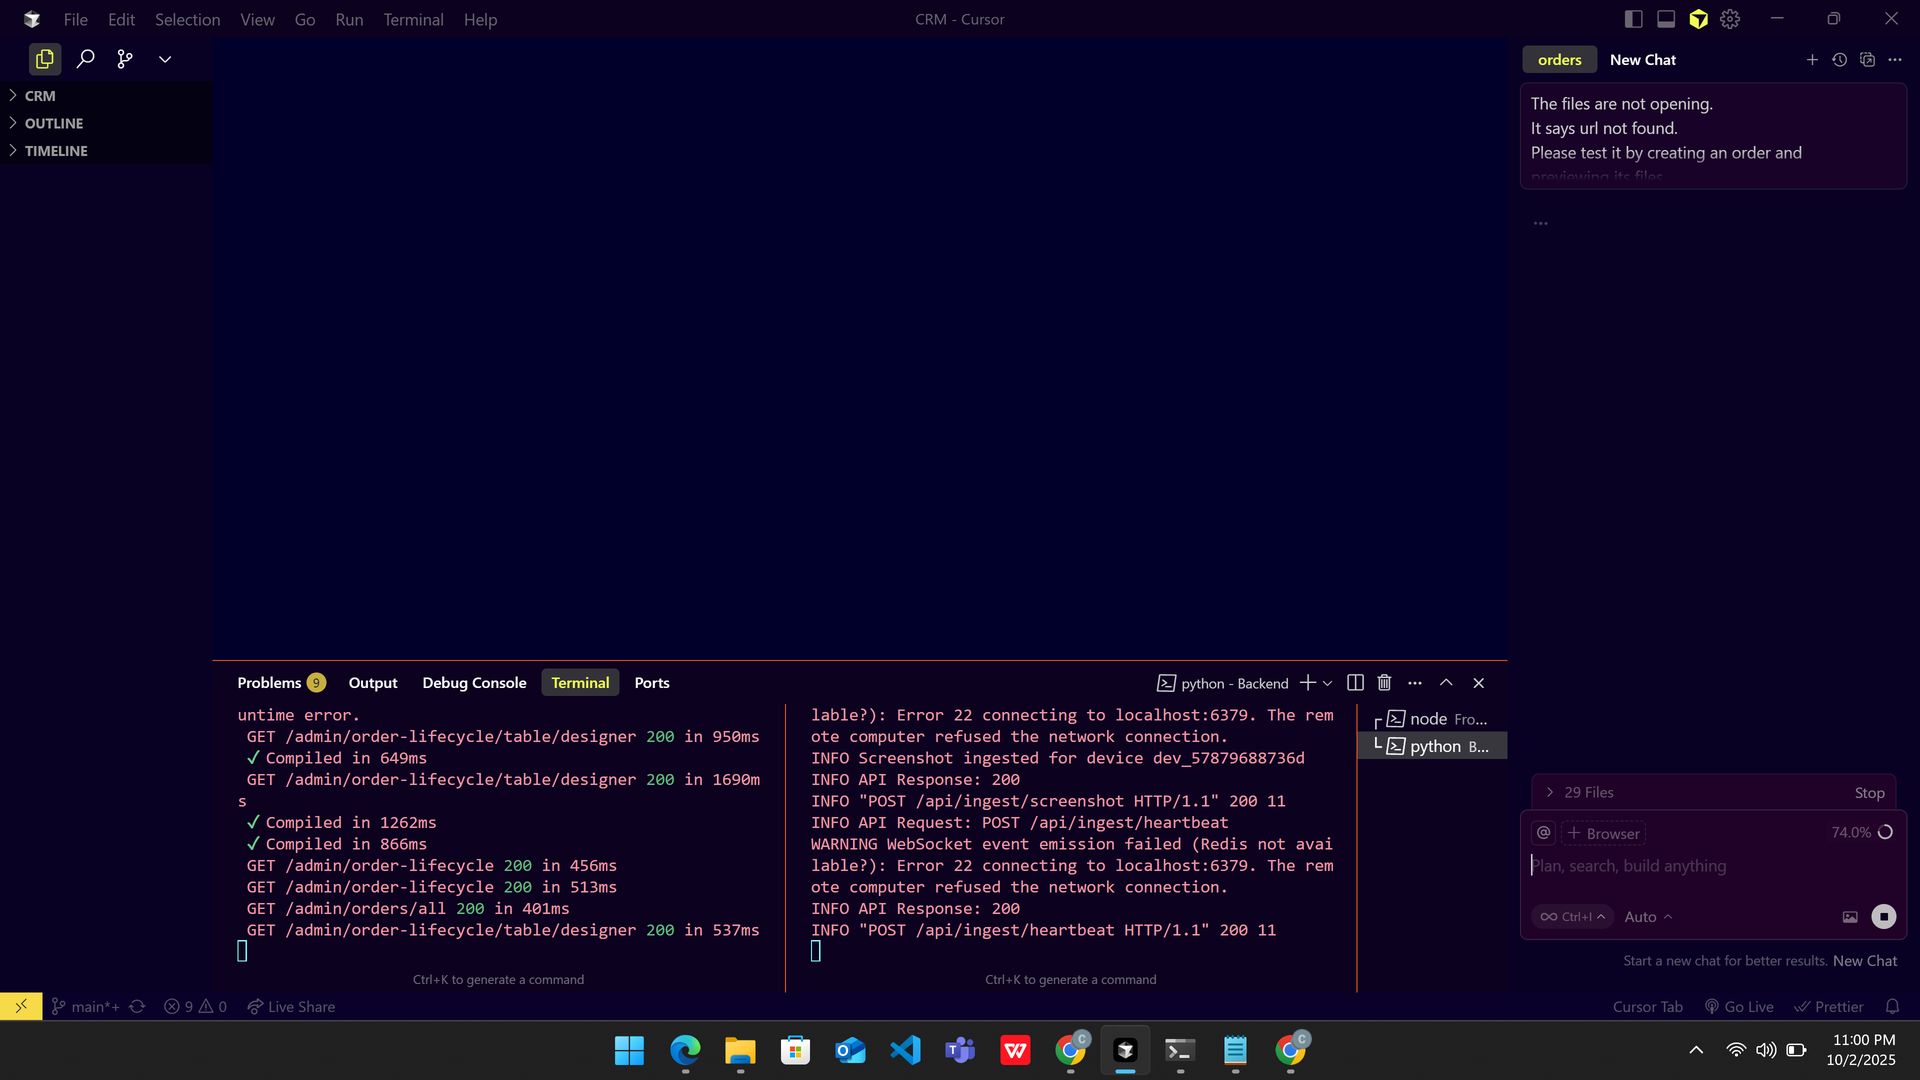 File Edit Selection View Go Run Terminal Help
CRM - Cursor
CRM
OUTLINE
TIMELINE
orders New Chat
The files are not opening.
It says url not found.
Please test it by creating an order and
previewing its files
...
Problems 9 Output Debug Console Terminal Ports
python - Backend
untime error.
GET /admin/order-lifecycle/table/designer 200 in 950ms
✓ Compiled in 649ms
GET /admin/order-lifecycle/table/designer 200 in 1690m
s
✓ Compiled in 1262ms
✓ Compiled in 866ms
GET /admin/order-lifecycle 200 in 456ms
GET /admin/order-lifecycle 200 in 513ms
GET /admin/orders/all 200 in 401ms
GET /admin/order-lifecycle/table/designer 200 in 537ms
Ctrl+K to generate a command
lable?): Error 22 connecting to localhost:6379. The rem
ote computer refused the network connection.
INFO Screenshot ingested for device dev_57879688736d
INFO API Response: 200
INFO "POST /api/ingest/screenshot HTTP/1.1" 200 11
INFO API Request: POST /api/ingest/heartbeat
WARNING WebSocket event emission failed (Redis not avai
lable?): Error 22 connecting to localhost:6379. The rem
ote computer refused the network connection.
INFO API Response: 200
INFO "POST /api/ingest/heartbeat HTTP/1.1" 200 11
Ctrl+K to generate a command
node Fro...
python B...
29 Files Stop
@ + Browser 74.0%
Plan, search, build anything
∞ Ctrl+I Auto
Start a new chat for better results. New Chat
main*+ 9 0 Live Share
Cursor Tab Go Live Prettier
11:00 PM
10/2/2025